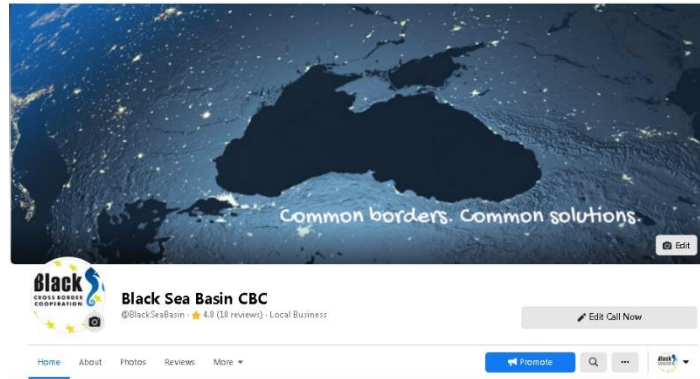 Common borders. Common solutions.
Edit
Black
CROSS BORDER
COOPERATION
Black Sea Basin CBC
@BlackSeaBasin · 4.8 (18 reviews) · Local Business
Edit Call Now
Home About Photos Reviews More
Promote
Black